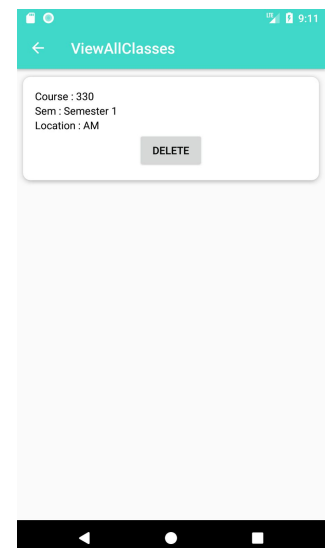 9:11
ViewAllClasses
Course : 330
Sem : Semester 1
Location : AM
DELETE